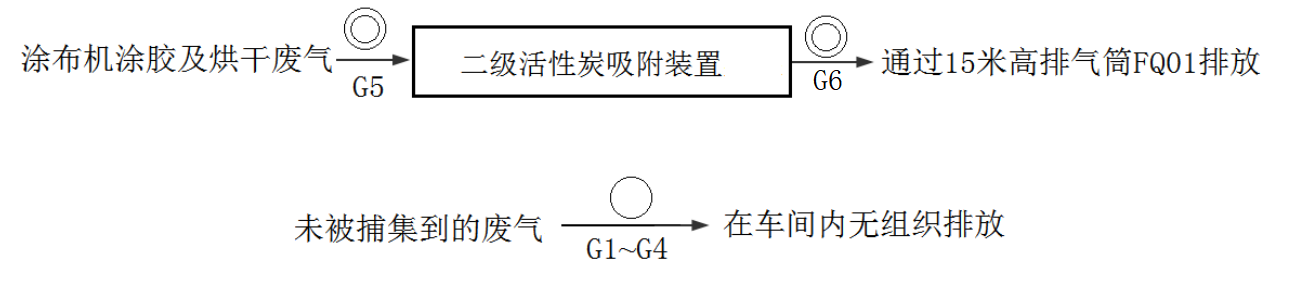 涂布机涂胶及烘干废气 G5 二级活性炭吸附装置 G6 通过15米高排气筒FQ01排放
未被捕集到的废气 G1~G4 在车间内无组织排放